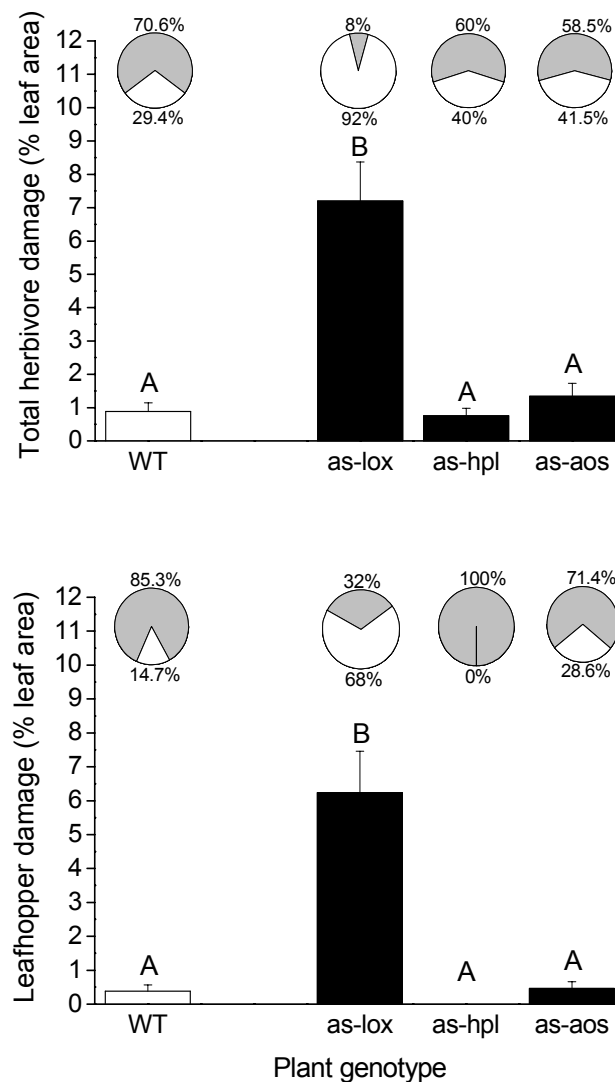 70.6% 8% 60% 58.5%
29.4% 92% 40% 41.5%
Total herbivore damage (% leaf area)
12
11
10
9
8
7
6
5
4
3
2
1
0
A B A A
WT as-lox as-hpl as-aos
85.3% 32% 100% 71.4%
14.7% 68% 0% 28.6%
Leafhopper damage (% leaf area)
12
11
10
9
8
7
6
5
4
3
2
1
0
A B A A
WT as-lox as-hpl as-aos
Plant genotype